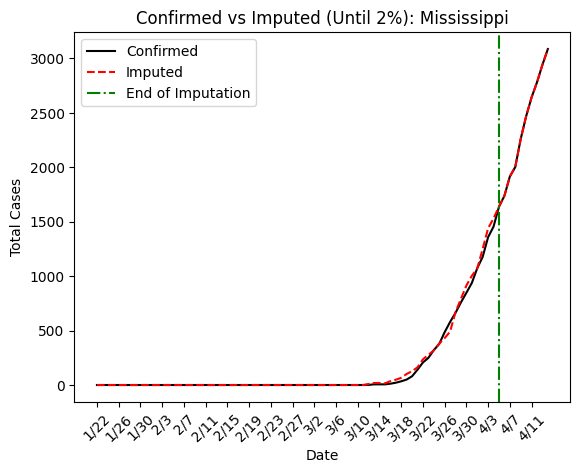 Confirmed vs Imputed (Until 2%): Mississippi
Confirmed
Imputed
End of Imputation
Total Cases
3000
2500
2000
1500
1000
500
0
1/22 1/26 1/30 2/3 2/7 2/11 2/15 2/19 2/23 2/27 3/2 3/6 3/10 3/14 3/18 3/22 3/26 3/30 4/3 4/7 4/11
Date